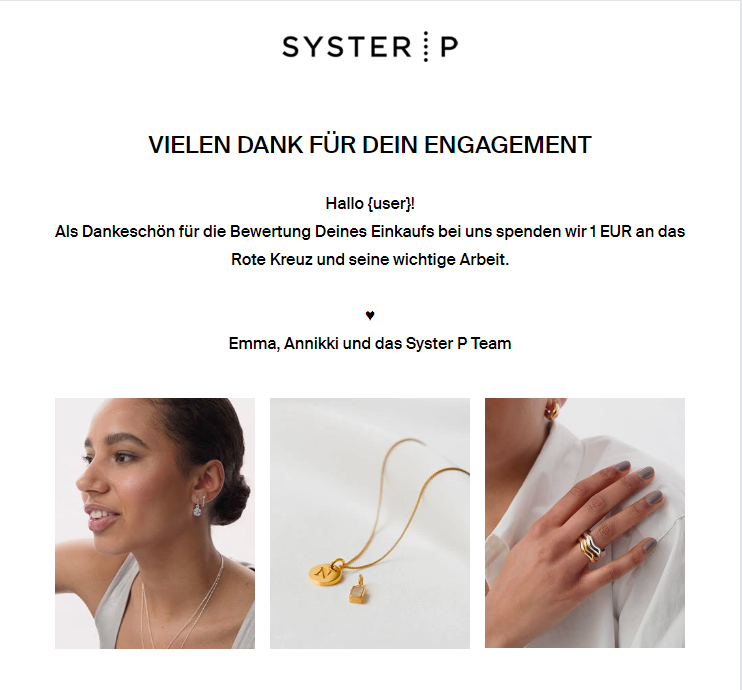 SYSTER P
VIELEN DANK FÜR DEIN ENGAGEMENT
Hallo {user}!
Als Dankeschön für die Bewertung Deines Einkaufs bei uns spenden wir 1 EUR an das
Rote Kreuz und seine wichtige Arbeit.
♥
Emma, Annikki und das Syster P Team